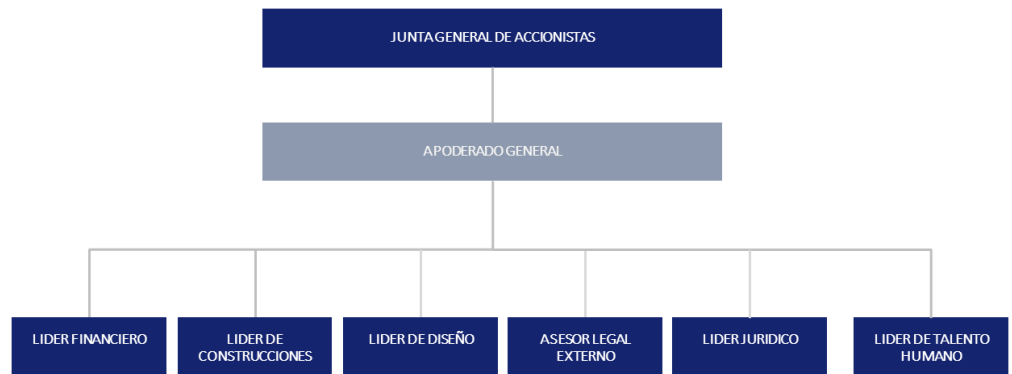 JUNTA GENERAL DE ACCIONISTAS
APODERADO GENERAL
LIDER FINANCIERO
LIDER DE
CONSTRUCCIONES
LIDER DE DISEÑO
ASESOR LEGAL
EXTERNO
LIDER JURIDICO
LIDER DE TALENTO
HUMANO